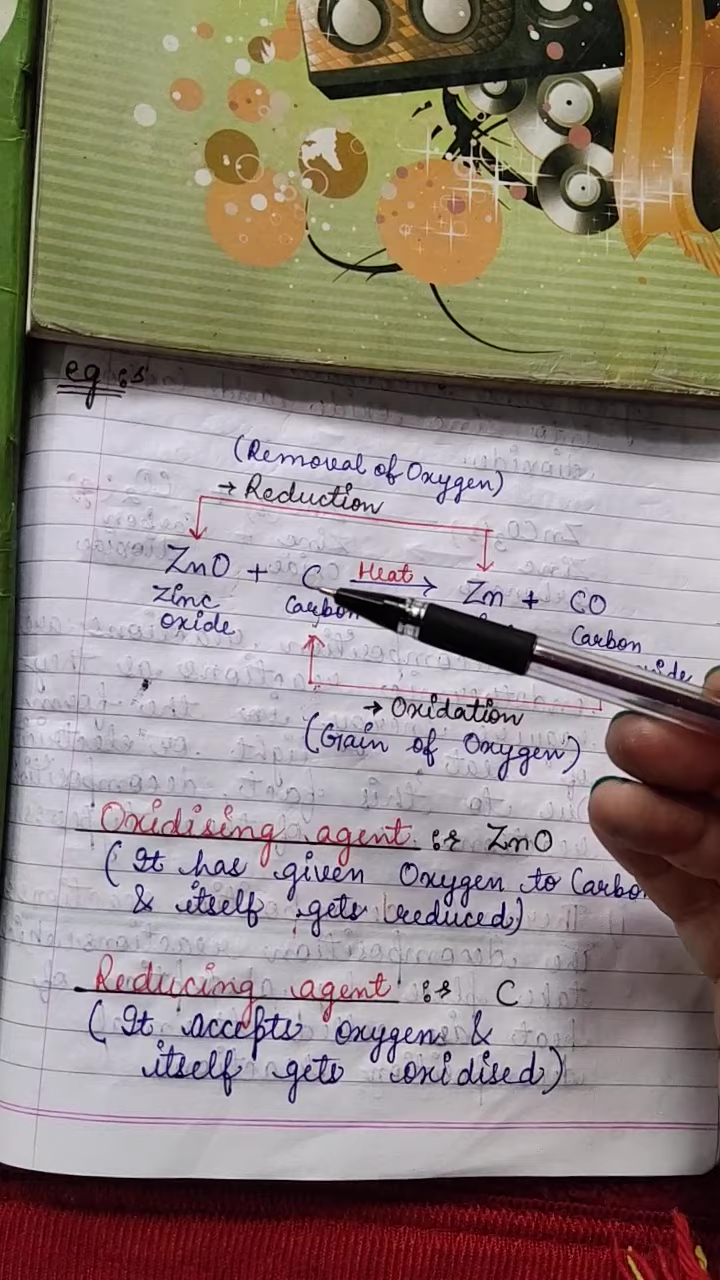 eg :-
(Removal of Oxygen)
→ Reduction
ZnO + C Heat→ Zn + CO
Zinc Carbon Carbon
oxide
→ Oxidation
(Gain of Oxygen)
Oxidising agent :- ZnO
(It has given Oxygen to
& itself gets reduced)
Reducing agent :- C
(It accepts oxygen &
itself gets oxidised)